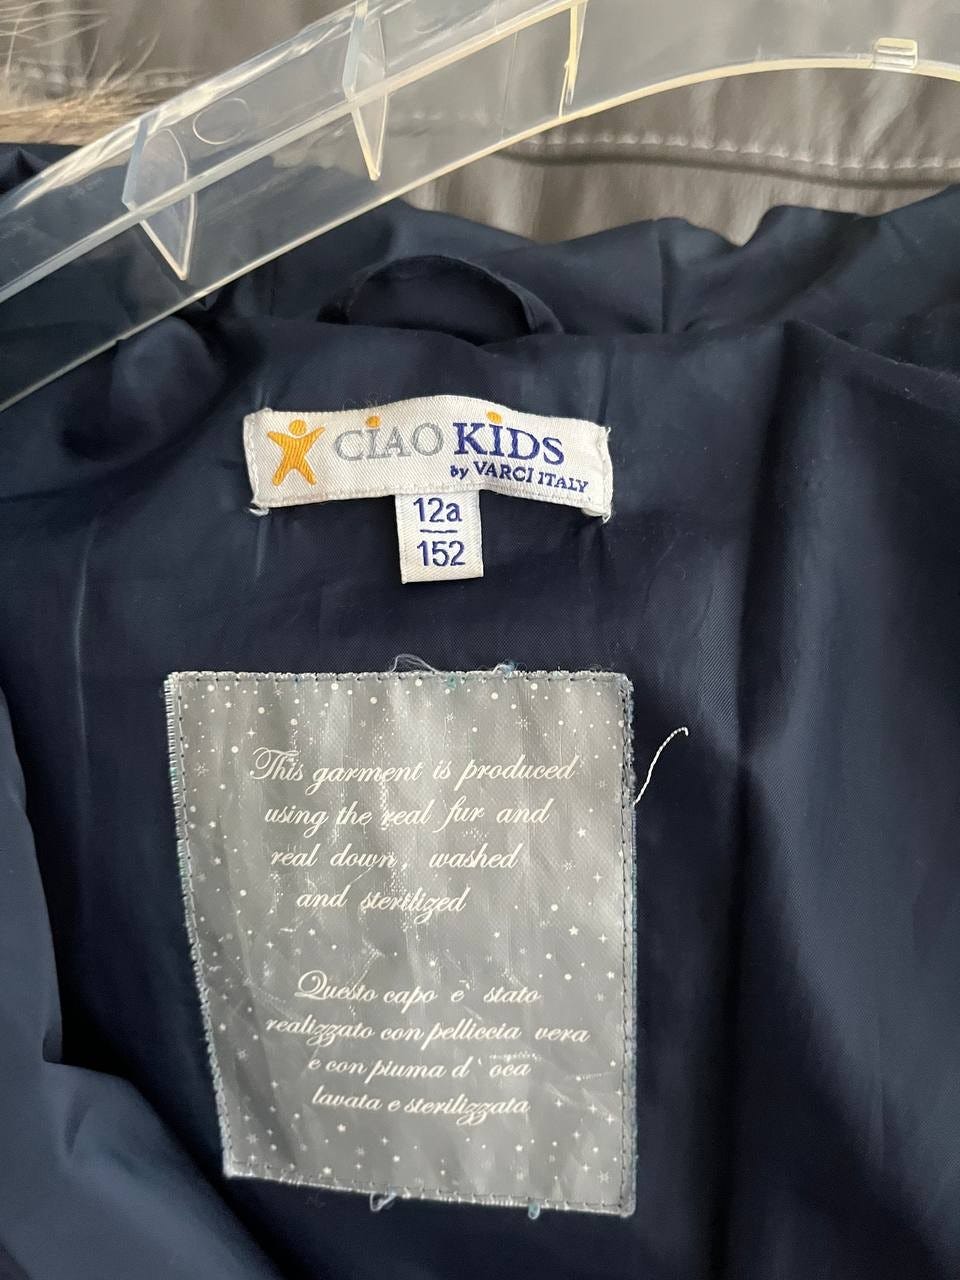 CiAO KiDS
by VARCI ITALY
12a
152
This garment is produced
using the real fur and
real down, washed
and sterilized
Questo capo e` stato
realizzato con pelliccia vera
e con piuma d`oca
lavata e sterilizzata